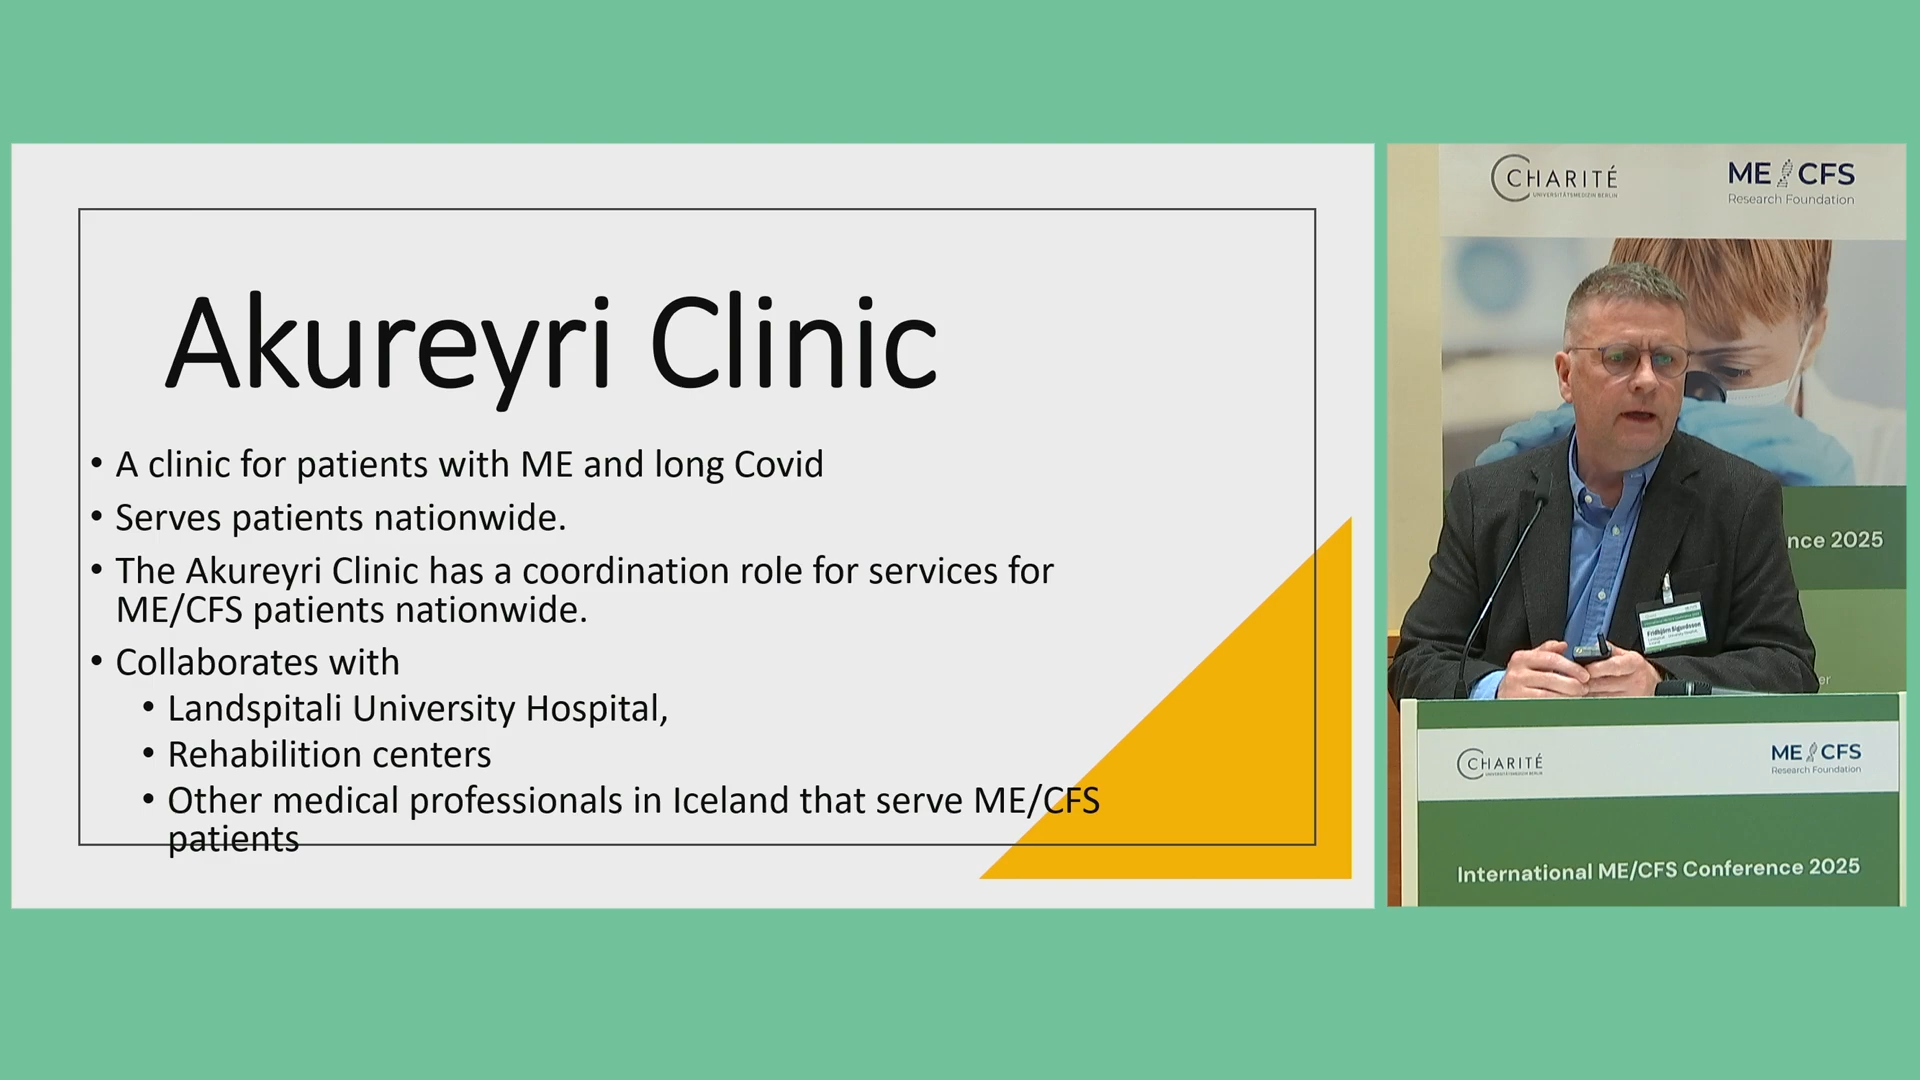 Akureyri Clinic
• A clinic for patients with ME and long Covid
• Serves patients nationwide.
• The Akureyri Clinic has a coordination role for services for
ME/CFS patients nationwide.
• Collaborates with
• Landspitali University Hospital,
• Rehabilition centers
• Other medical professionals in Iceland that serve ME/CFS
patients
CHARITÉ
UNIVERSITÄTSMEDIZIN BERLIN
ME CFS
Research Foundation
nce 2025
Fridbjörn Sigurdsson
er
CHARITÉ
UNIVERSITÄTSMEDIZIN BERLIN
ME CFS
Research Foundation
International ME/CFS Conference 2025